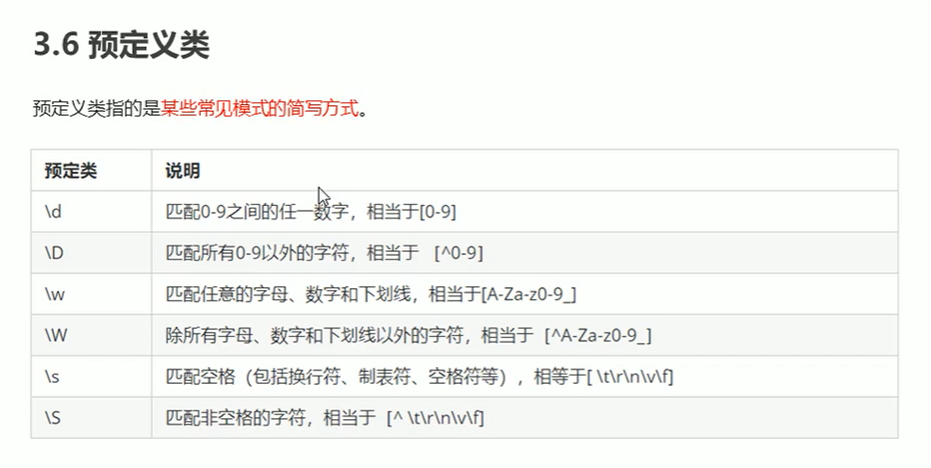 3.6 预定义类
预定义类指的是某些常见模式的简写方式。
预定类 说明
\d 匹配0-9之间的任一数字，相当于[0-9]
\D 匹配所有0-9以外的字符，相当于 [^0-9]
\w 匹配任意的字母、数字和下划线，相当于[A-Za-z0-9_]
\W 除所有字母、数字和下划线以外的字符，相当于 [^A-Za-z0-9_]
\s 匹配空格（包括换行符、制表符、空格符等），相等于[ \t\r\n\v\f]
\S 匹配非空格的字符，相当于 [^ \t\r\n\v\f]